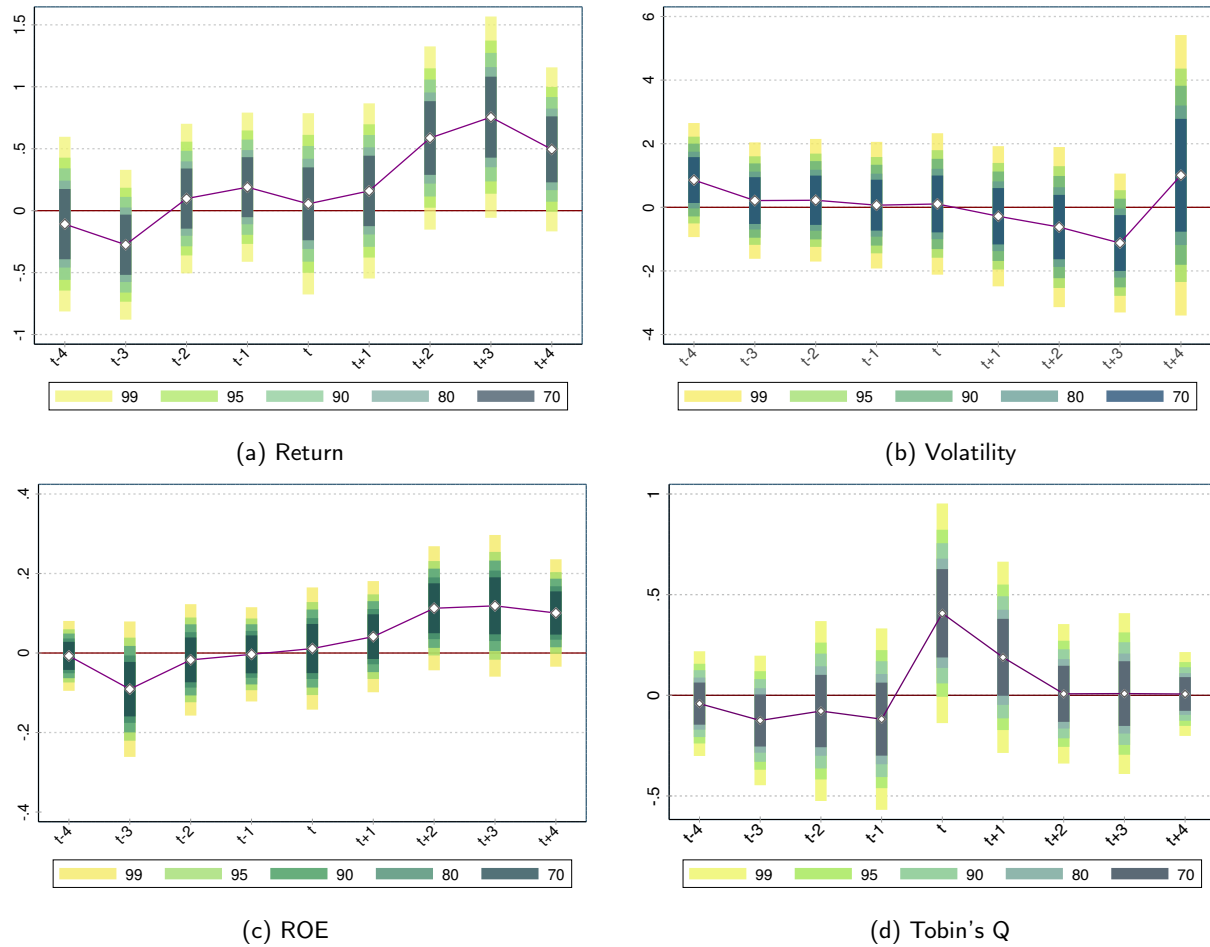 1.5
1
.5
0
-.5
-1
t-4 t-3 t-2 t-1 t t+1 t+2 t+3 t+4
99 95 90 80 70
(a) Return
6
4
2
0
-2
-4
t-4 t-3 t-2 t-1 t t+1 t+2 t+3 t+4
99 95 90 80 70
(b) Volatility
.4
.2
0
-.2
-.4
t-4 t-3 t-2 t-1 t t+1 t+2 t+3 t+4
99 95 90 80 70
(c) ROE
1
.5
0
-.5
t-4 t-3 t-2 t-1 t t+1 t+2 t+3 t+4
99 95 90 80 70
(d) Tobin's Q